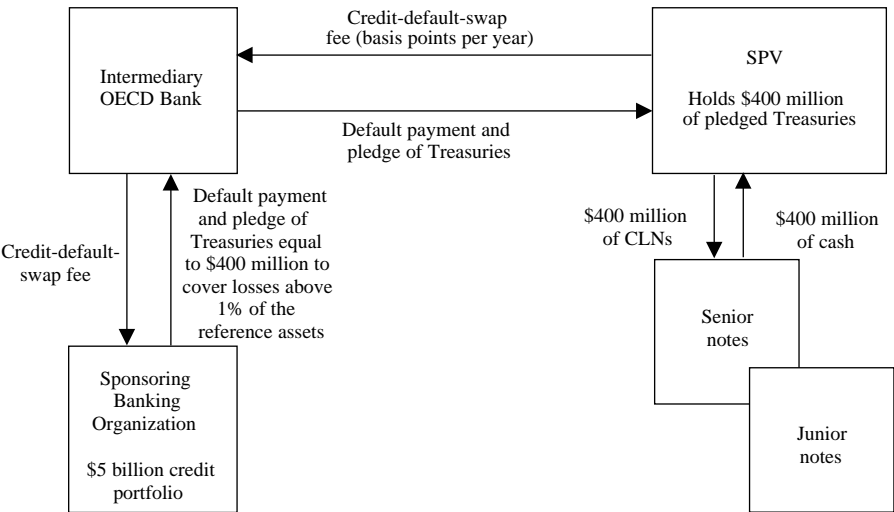 Credit-default-swap
fee (basis points per year)
Intermediary
OECD Bank
SPV
Holds $400 million
of pledged Treasuries
Default payment and
pledge of Treasuries
Credit-default-
swap fee
Default payment
and pledge of
Treasuries equal
to $400 million to
cover losses above
1% of the
reference assets
$400 million
of CLNs
$400 million
of cash
Senior
notes
Sponsoring
Banking
Organization
$5 billion credit
portfolio
Junior
notes